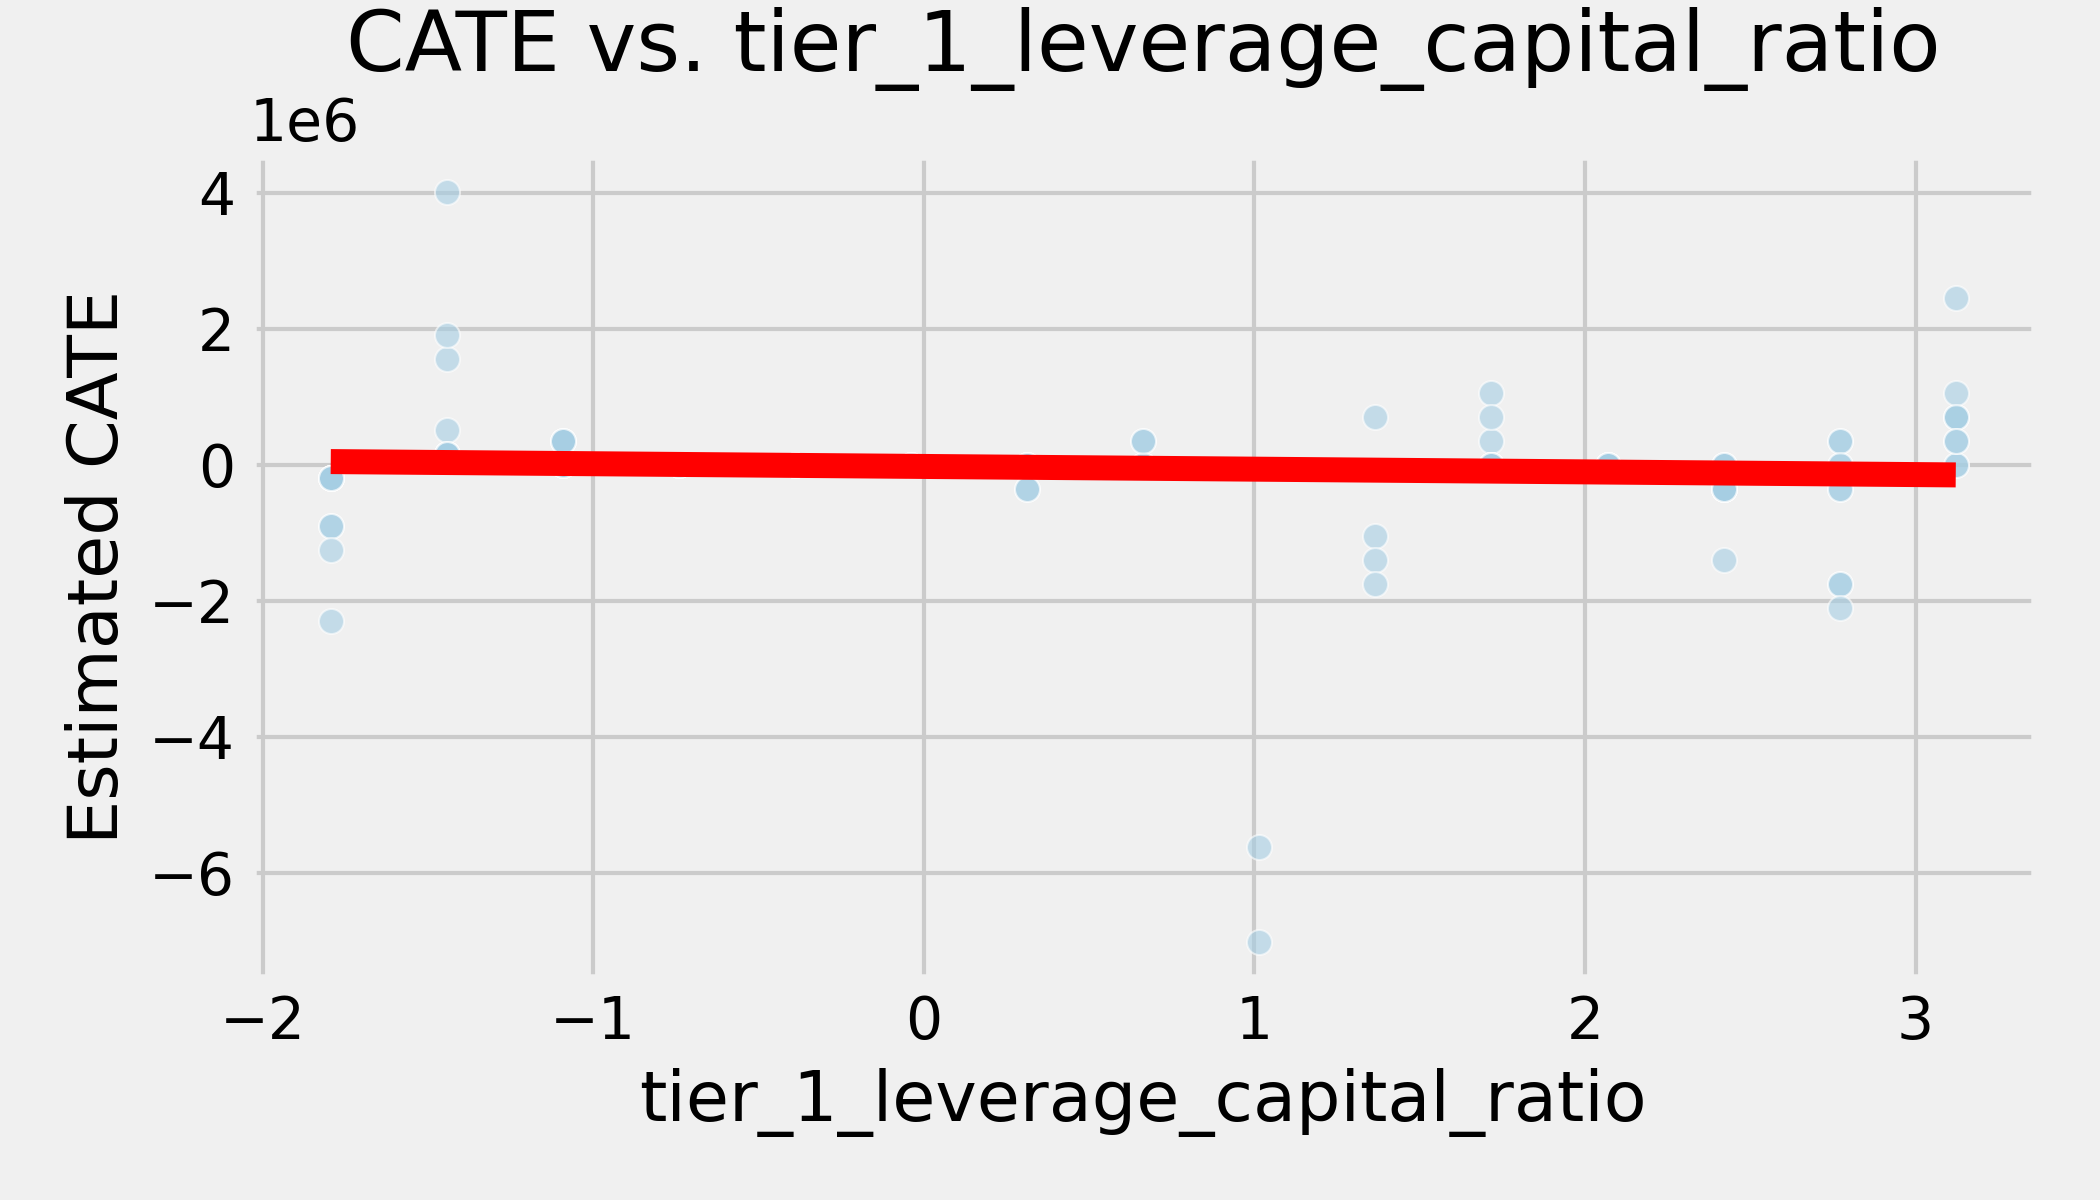 CATE vs. tier_1_leverage_capital_ratio
1e6
4
2
0
−2
−4
−6
Estimated CATE
−2 −1 0 1 2 3
tier_1_leverage_capital_ratio